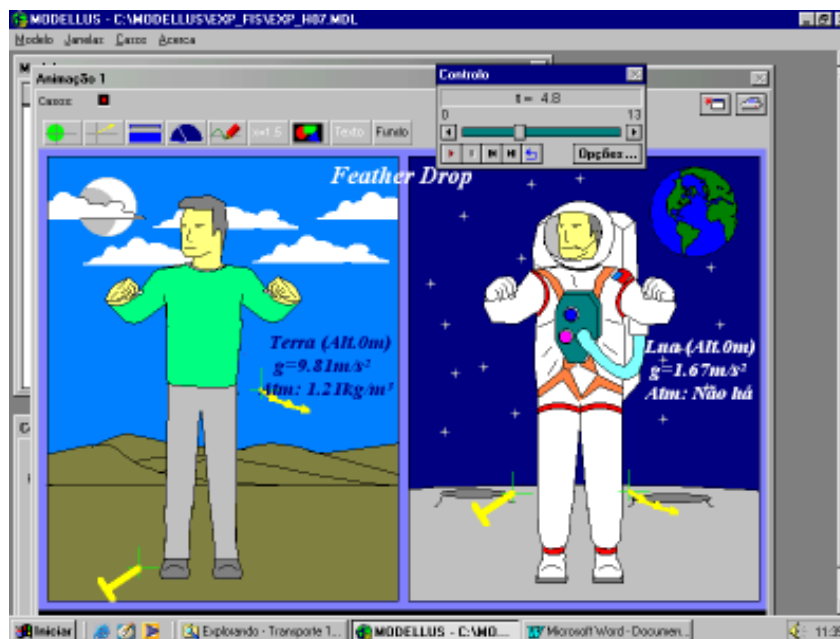 MODELLUS - C:\MODELLUS\EXP_FIS\EXP_H07.MDL
Modelo Janelas Casos Acerca
Animação 1
Controlo
Casos:
t = 4.8
0 13
x=1.5 Texto Fundo
Opções...
Feather Drop
Terra (Alt.0m)
g=9.81m/s²
Atm: 1.21kg/m³
Lua (Alt.0m)
g=1.67m/s²
Atm: Não há
Iniciar
Explorando - Transporte 1...
MODELLUS - C:\MO...
Microsoft Word - Documen...